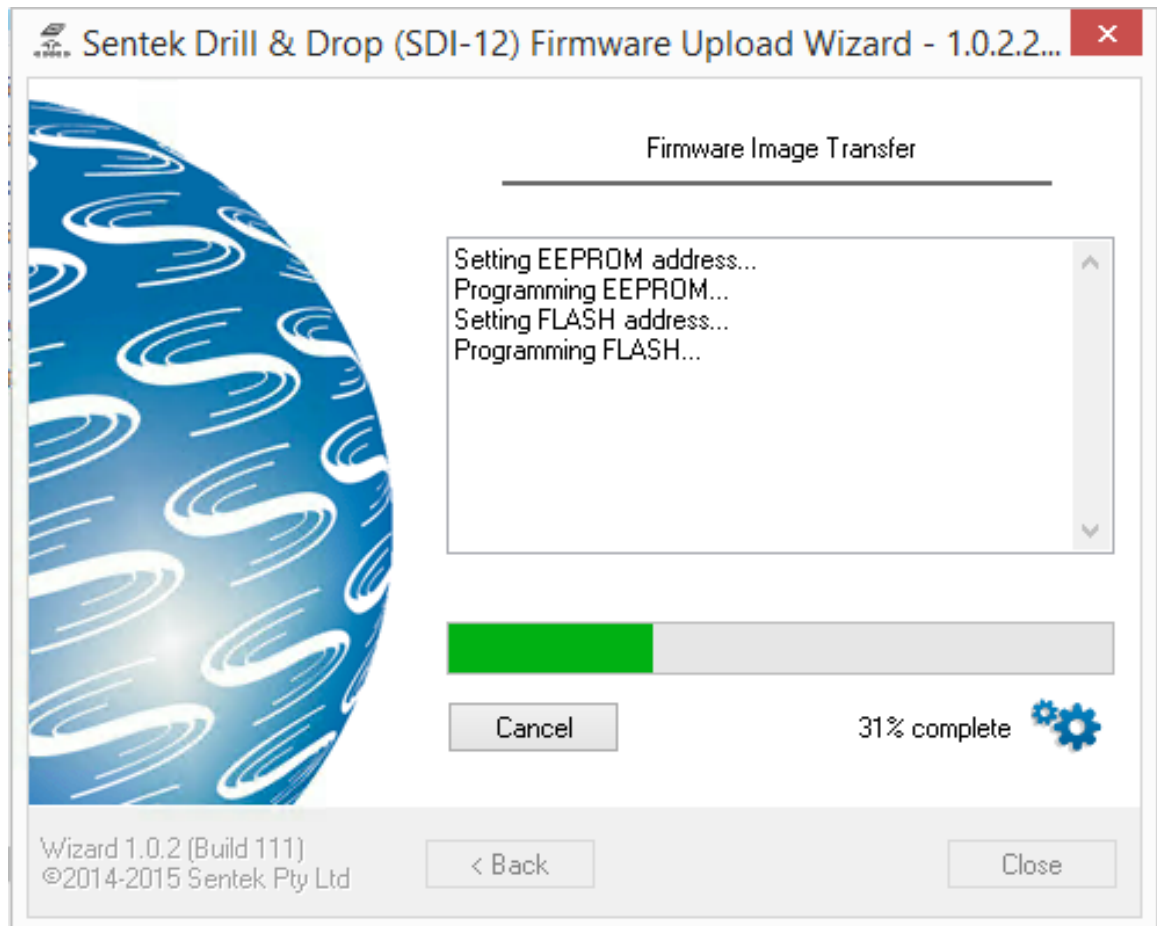 Sentek Drill & Drop (SDI-12) Firmware Upload Wizard - 1.0.2.2...
Firmware Image Transfer
Setting EEPROM address...
Programming EEPROM...
Setting FLASH address...
Programming FLASH...
Cancel
31% complete
Wizard 1.0.2 (Build 111)
©2014-2015 Sentek Pty Ltd
< Back
Close